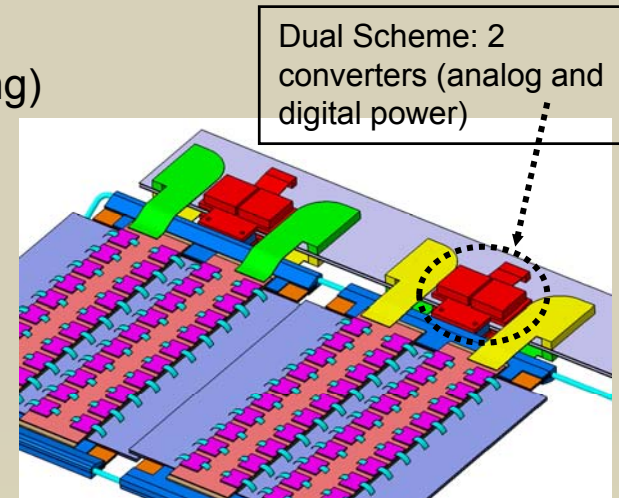 ng)
Dual Scheme: 2
converters (analog and
digital power)